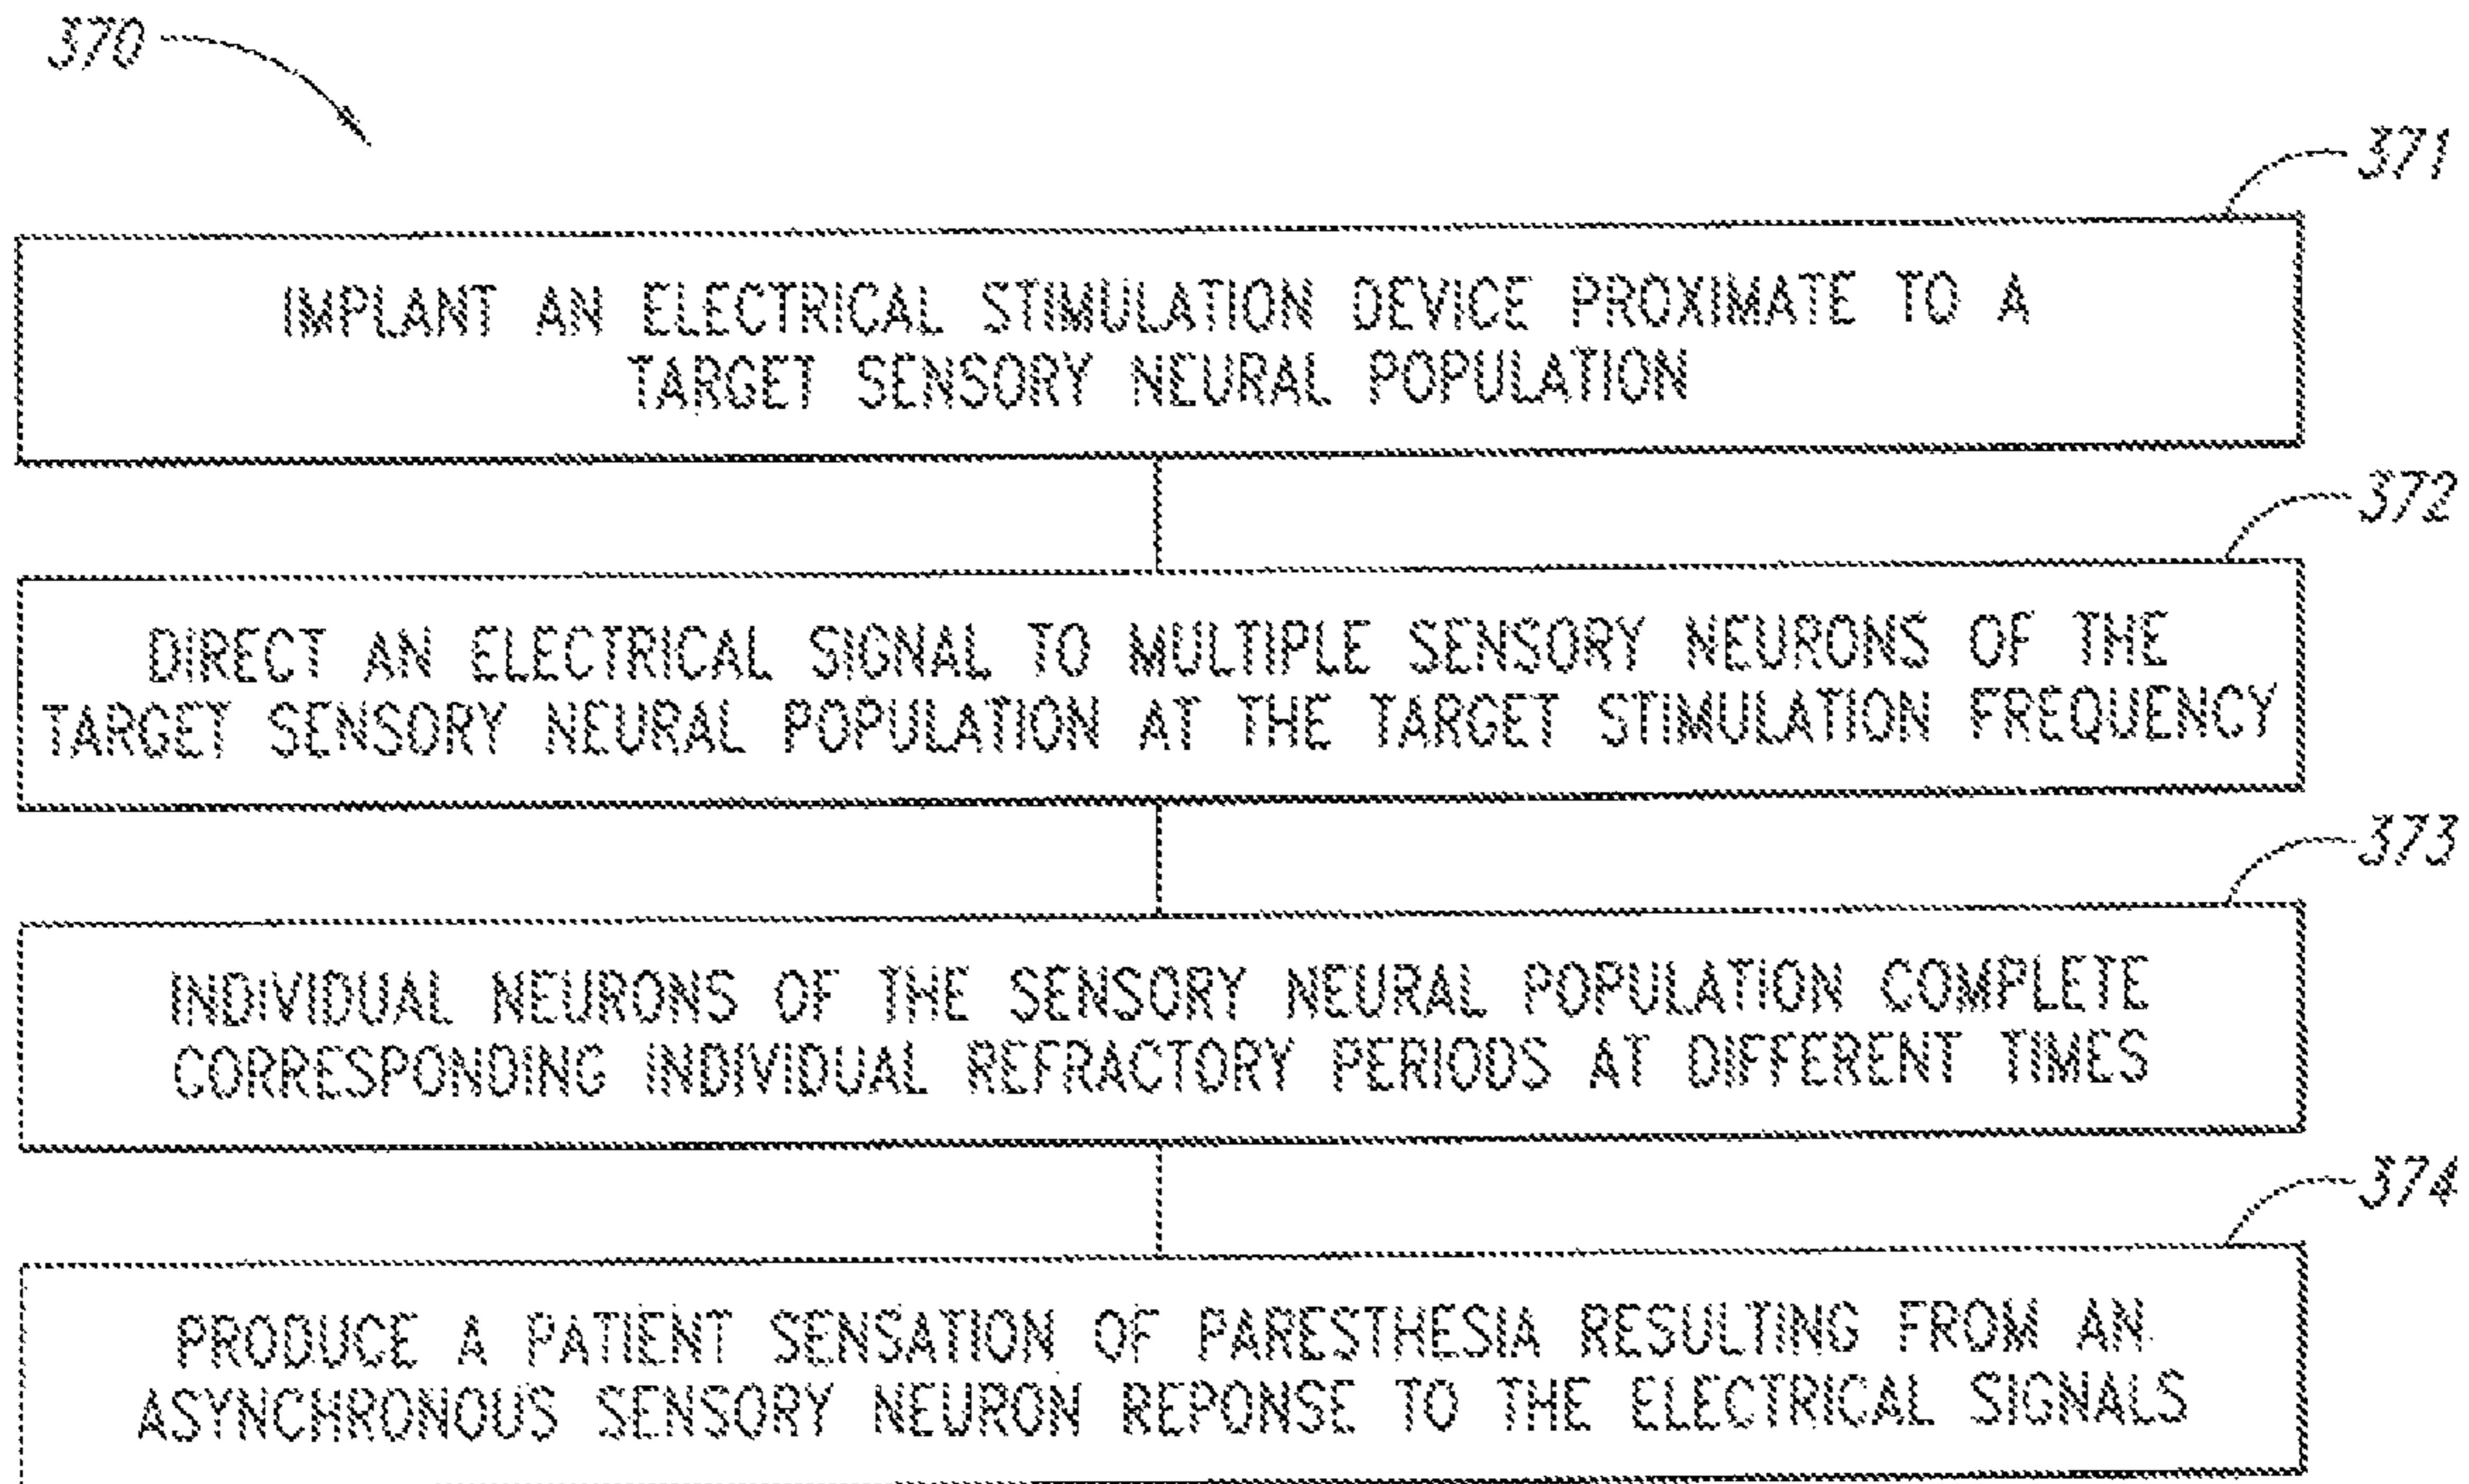 370
371
IMPLANT AN ELECTRICAL STIMULATION DEVICE PROXIMATE TO A
TARGET SENSORY NEURAL POPULATION
372
DIRECT AN ELECTRICAL SIGNAL TO MULTIPLE SENSORY NEURONS OF THE
TARGET SENSORY NEURAL POPULATION AT THE TARGET STIMULATION FREQUENCY
373
INDIVIDUAL NEURONS OF THE SENSORY NEURAL POPULATION COMPLETE
CORRESPONDING INDIVIDUAL REFRACTORY PERIODS AT DIFFERENT TIMES
374
PRODUCE A PATIENT SENSATION OF PARESTHESIA RESULTING FROM AN
ASYNCHRONOUS SENSORY NEURON REPONSE TO THE ELECTRICAL SIGNALS